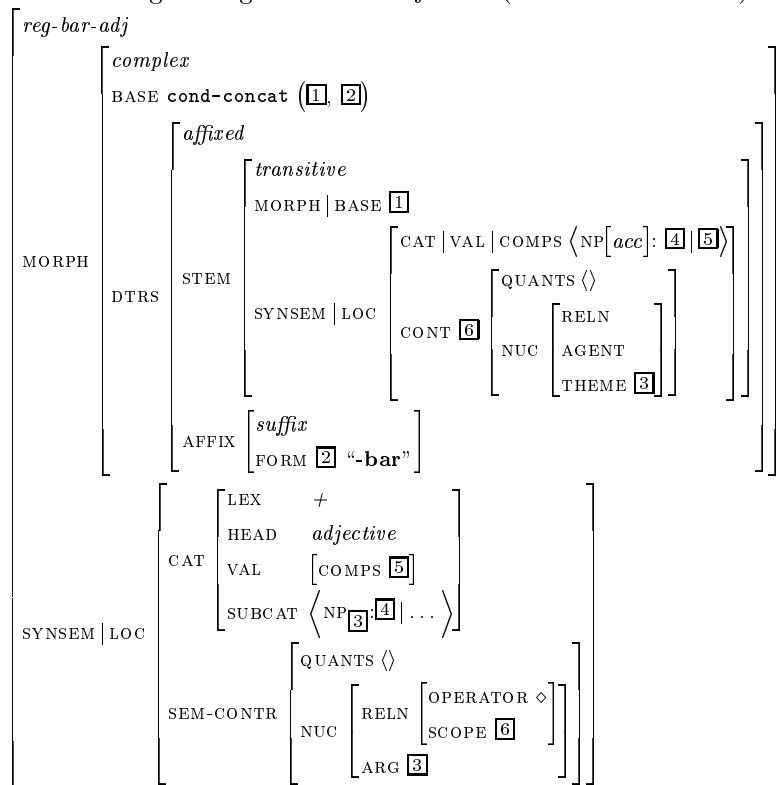 reg-bar-adj
complex
BASE cond-concat (1, 2)
affixed
transitive
MORPH | BASE 1
CAT | VAL | COMPS ⟨NP[acc]: 4 | 5⟩
MORPH
DTRS
STEM
SYNSEM | LOC
QUANTS ⟨⟩
CONT 6
RELN
NUC
AGENT
THEME 3
suffix
AFFIX
FORM 2 “-bar”
LEX +
HEAD adjective
CAT
VAL [COMPS 5]
SUBCAT ⟨NP3:4 | ...⟩
SYNSEM | LOC
QUANTS ⟨⟩
OPERATOR ⋄
SEM-CONTR
RELN
NUC
SCOPE 6
ARG 3